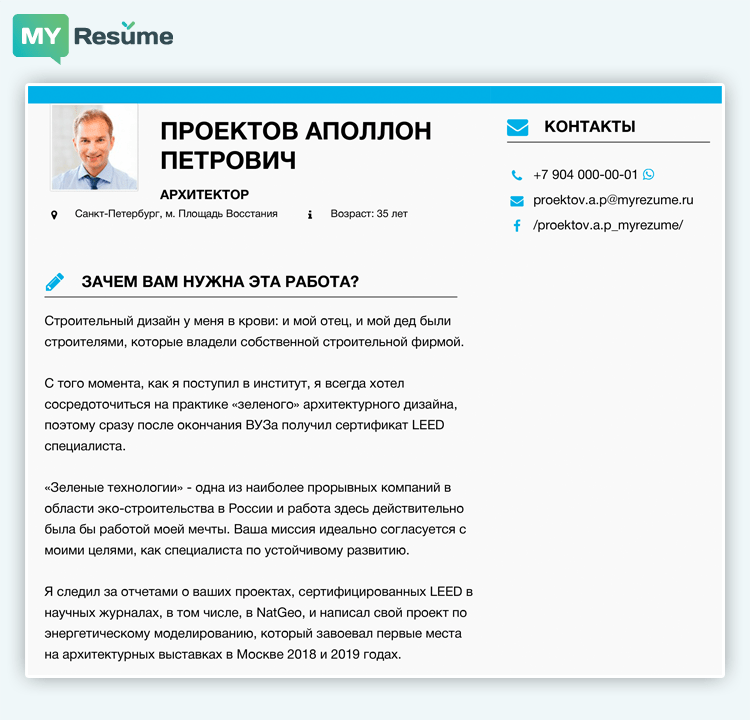 MY Resume
ПРОЕКТОВ АПОЛЛОН
ПЕТРОВИЧ
АРХИТЕКТОР
Санкт-Петербург, м. Площадь Восстания
Возраст: 35 лет
КОНТАКТЫ
+7 904 000-00-01
proektov.a.p@myrezume.ru
/proektov.a.p_myrezume/
ЗАЧЕМ ВАМ НУЖНА ЭТА РАБОТА?
Строительный дизайн у меня в крови: и мой отец, и мой дед были
строителями, которые владели собственной строительной фирмой.
С того момента, как я поступил в институт, я всегда хотел
сосредоточиться на практике «зеленого» архитектурного дизайна,
поэтому сразу после окончания ВУЗа получил сертификат LEED
специалиста.
«Зеленые технологии» - одна из наиболее прорывных компаний в
области эко-строительства в России и работа здесь действительно
была бы работой моей мечты. Ваша миссия идеально согласуется с
моими целями, как специалиста по устойчивому развитию.
Я следил за отчетами о ваших проектах, сертифицированных LEED в
научных журналах, в том числе, в NatGeo, и написал свой проект по
энергетическому моделированию, который завоевал первые места
на архитектурных выставках в Москве 2018 и 2019 годах.